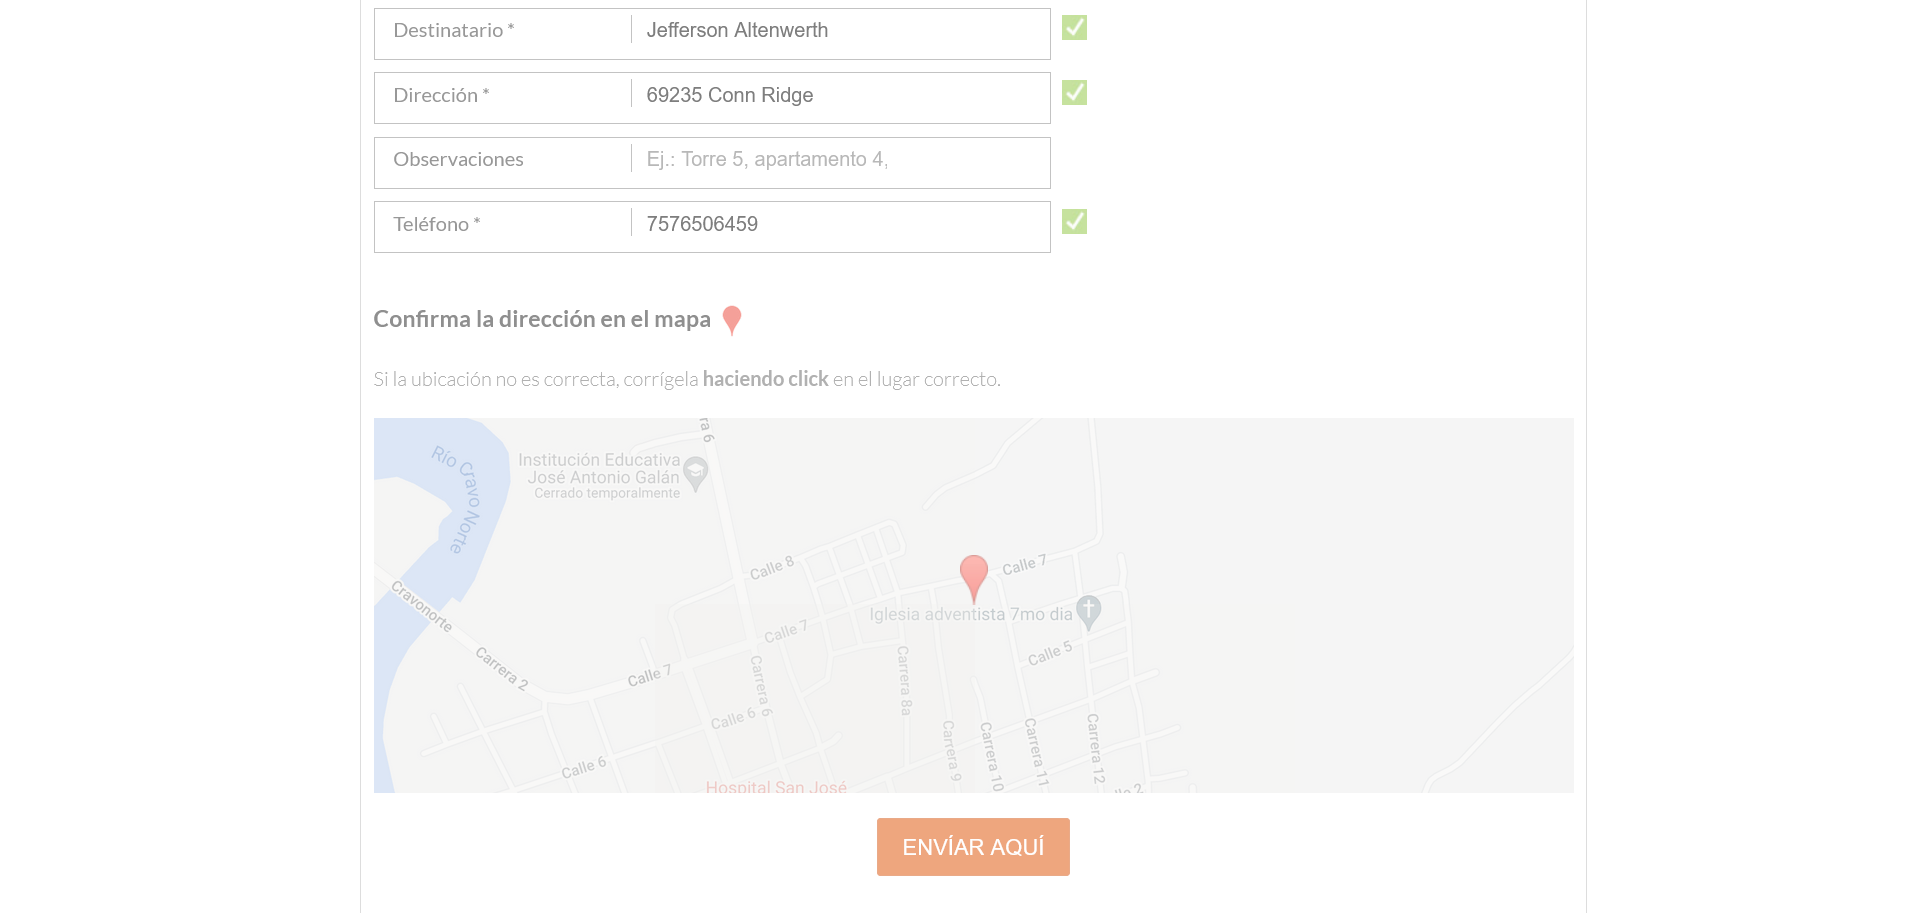 Destinatario * Jefferson Altenwerth
Dirección * 69235 Conn Ridge
Observaciones Ej.: Torre 5, apartamento 4,
Teléfono * 7576506459
Confirma la dirección en el mapa
Si la ubicación no es correcta, corrígela haciendo click en el lugar correcto.
rera 6
Río Cravo Norte
Institución Educativa
José Antonio Galán
Cerrado temporalmente
Calle 8
Calle 7
Cravonorte
Iglesia adventista 7mo dia
Calle 7
Carrera 2
Calle 7
Carrera 6
Carrera 8a
Calle 5
Calle 6
Carrera 9
Carrera 10
Carrera 11
Carrera 12
Calle 6
Hospital San José
lle 2
ENVÍAR AQUÍ